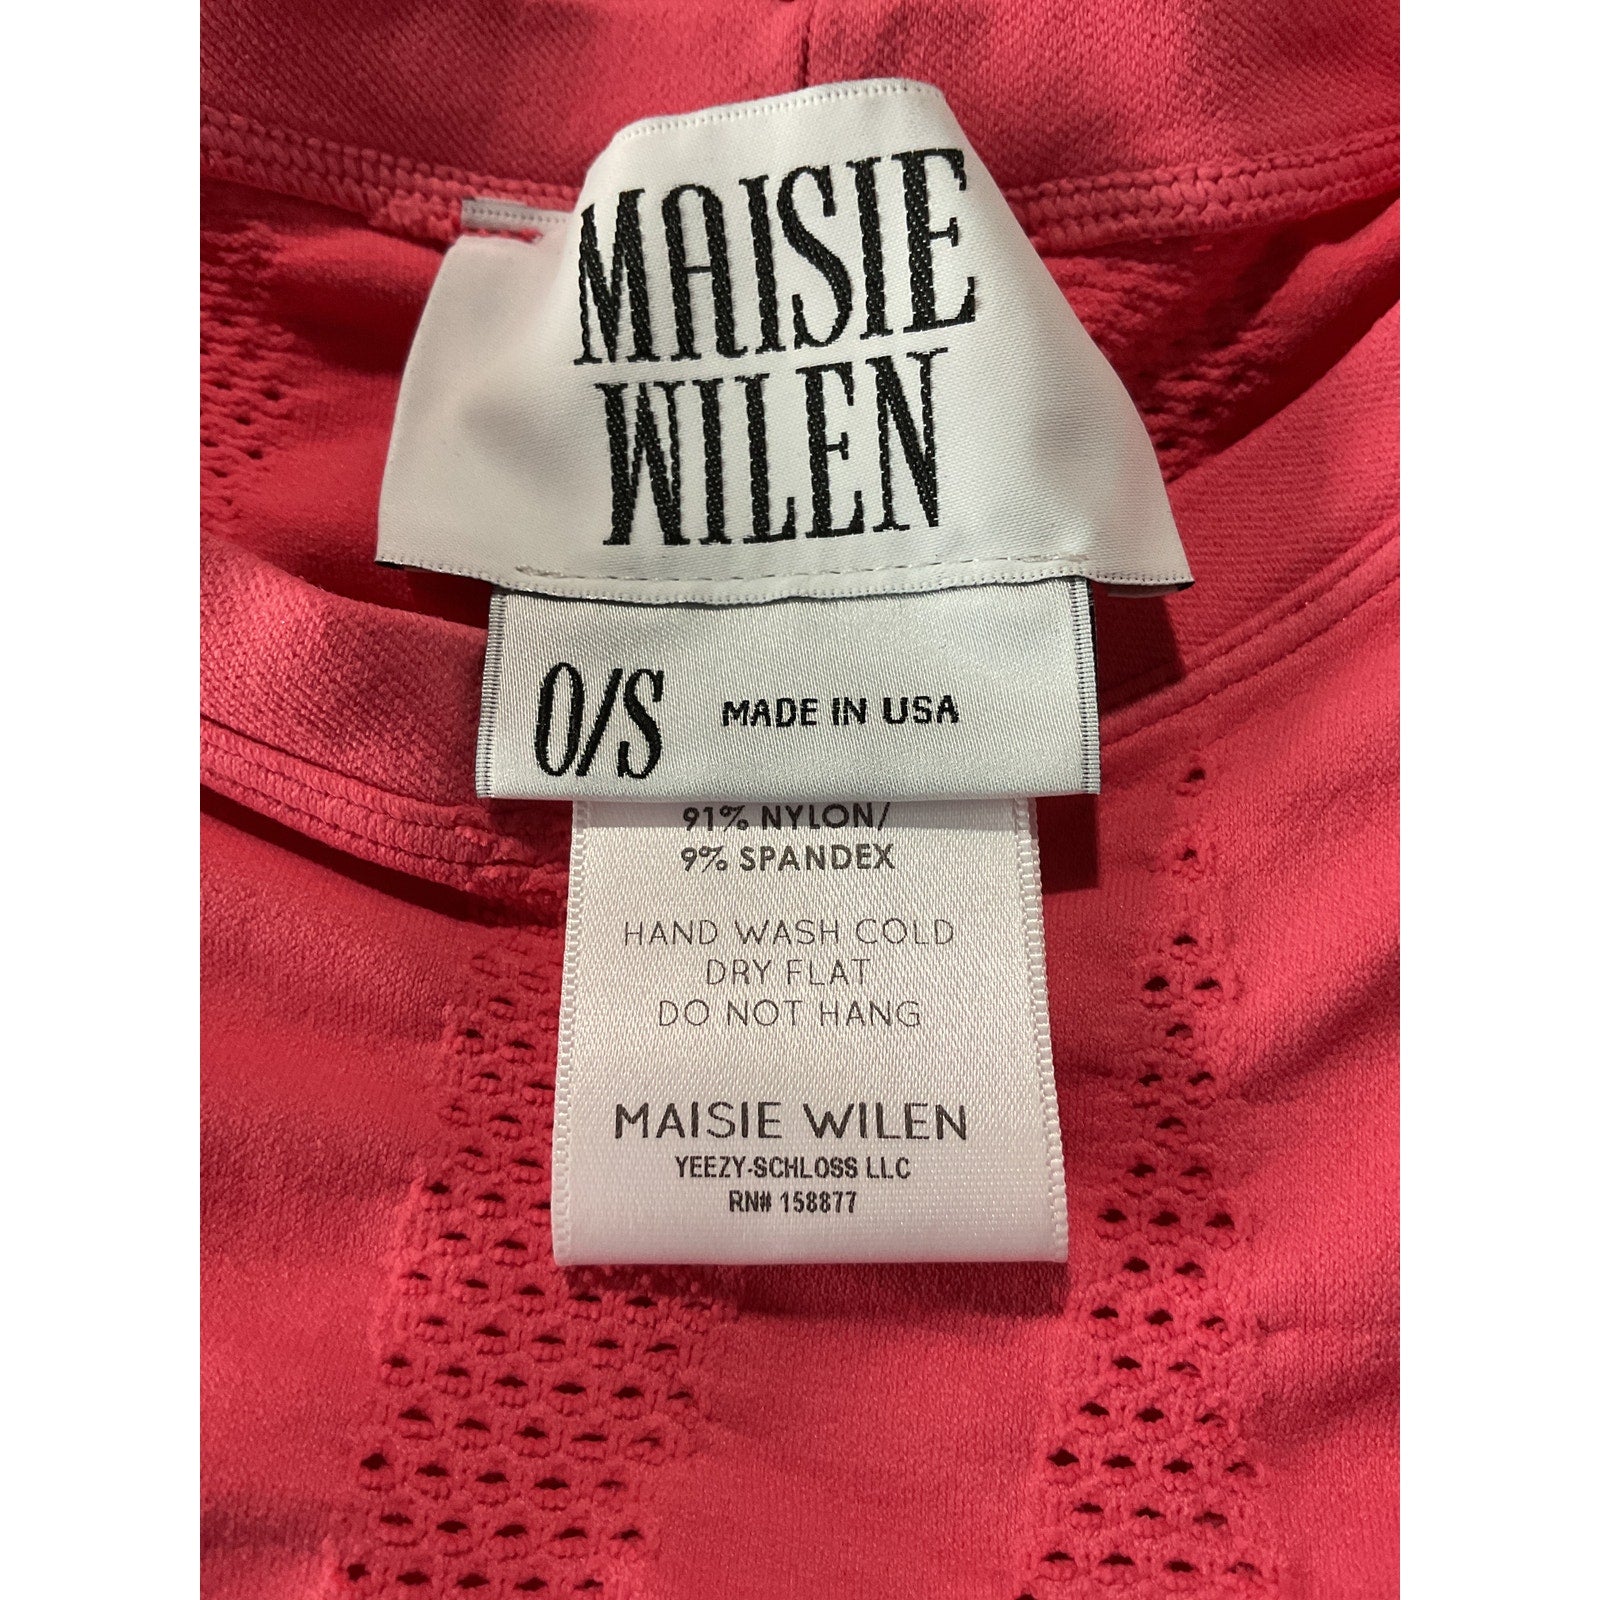 MAISIE
WILEN
O/S MADE IN USA
91% NYLON/
9% SPANDEX
HAND WASH COLD
DRY FLAT
DO NOT HANG
MAISIE WILEN
YEEZY-SCHLOSS LLC
RN# 158877